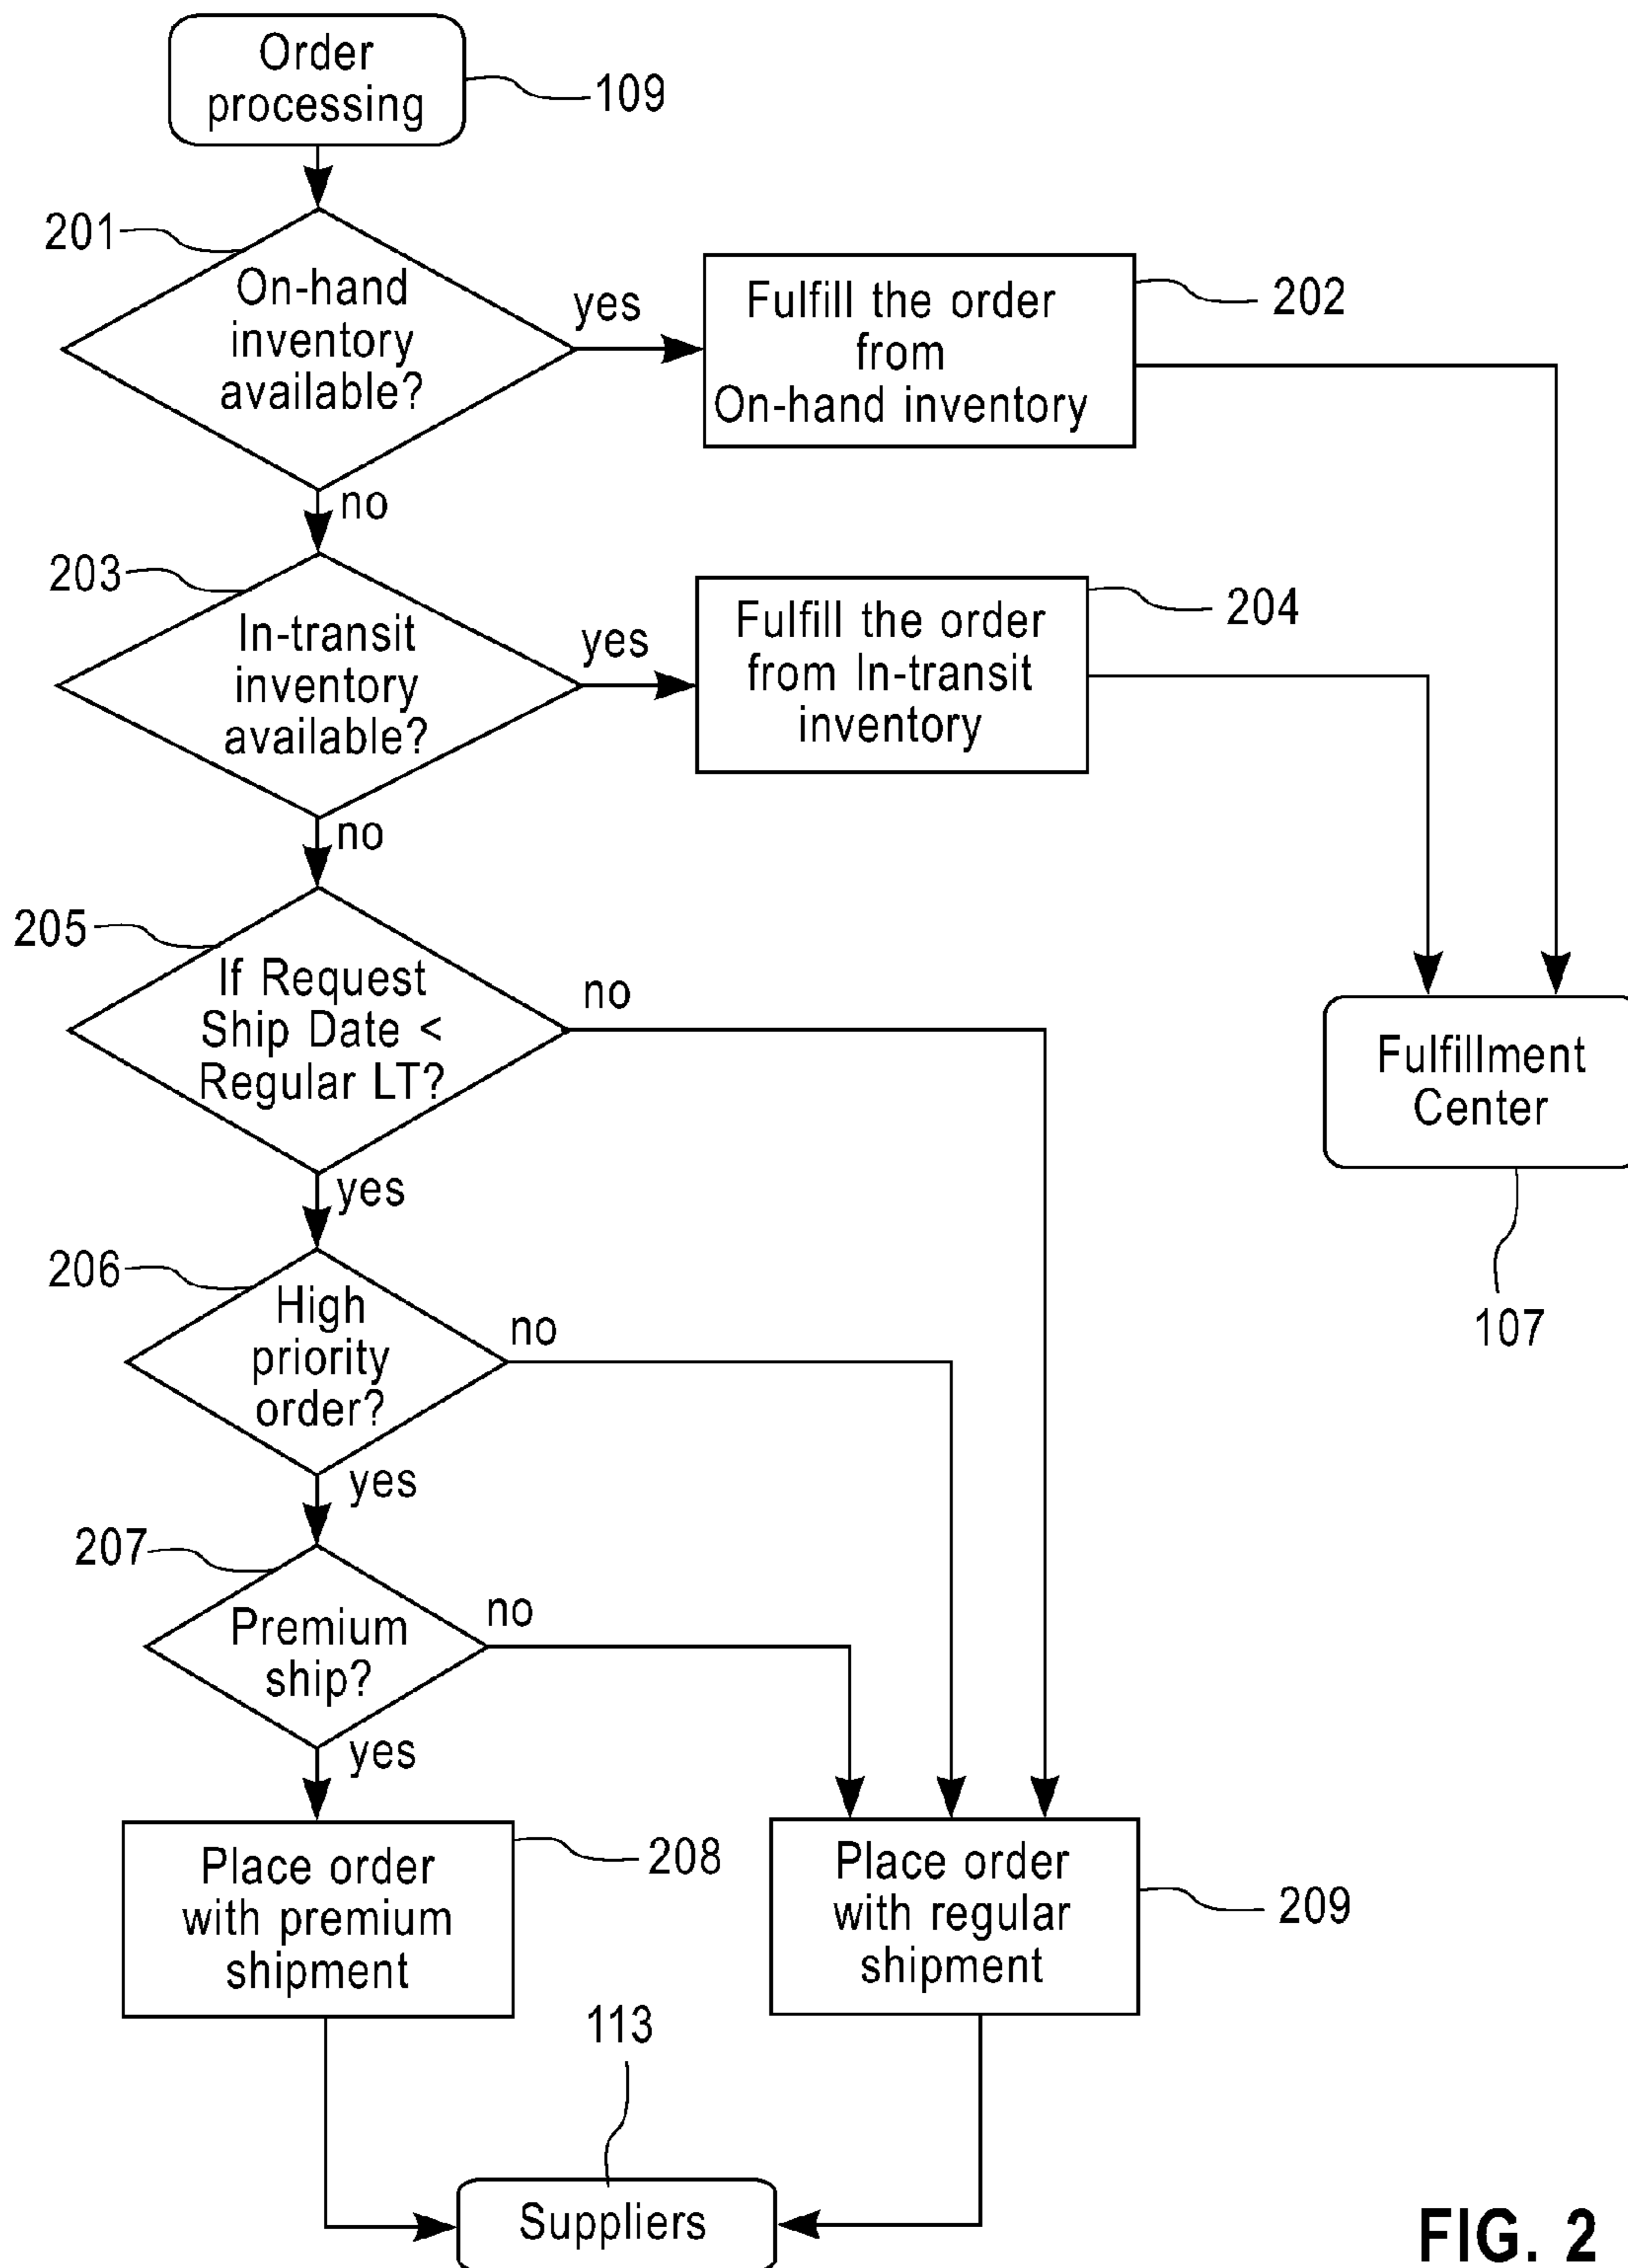 Order
processing
109
201
On-hand
inventory
available?
yes
Fulfill the order
from
On-hand inventory
202
no
203
In-transit
inventory
available?
yes
Fulfill the order
from In-transit
inventory
204
no
205
If Request
Ship Date <
Regular LT?
no
Fulfillment
Center
107
yes
206
High
priority
order?
no
yes
207
Premium
ship?
no
yes
Place order
with premium
shipment
208
Place order
with regular
shipment
209
113
Suppliers
FIG. 2